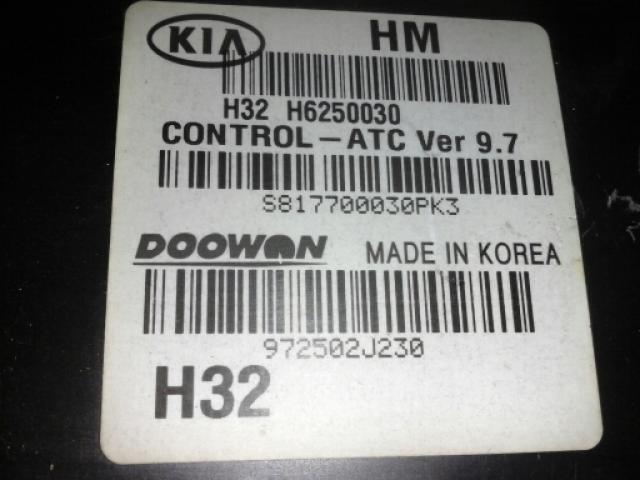 KIA HM
H32 H6250030
CONTROL-ATC Ver 9.7
S817700030PK3
DOOWON MADE IN KOREA
972502J230
H32